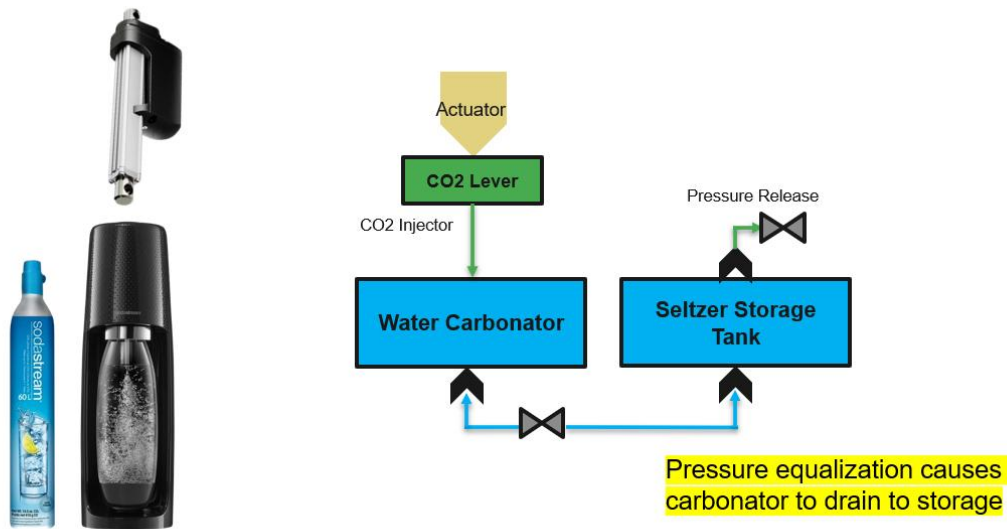 Actuator
CO2 Lever
CO2 Injector
Pressure Release
Water Carbonator
Seltzer Storage
Tank
sodastream
60L
Pressure equalization causes
carbonator to drain to storage